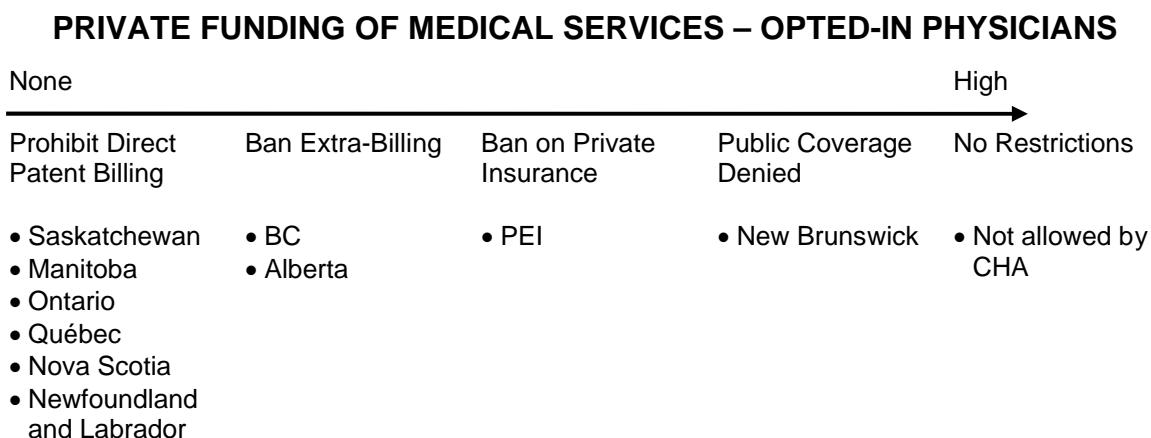 PRIVATE FUNDING OF MEDICAL SERVICES – OPTED-IN PHYSICIANS
None
High
Prohibit Direct
Patent Billing
Ban Extra-Billing
Ban on Private
Insurance
Public Coverage
Denied
No Restrictions
• Saskatchewan
• Manitoba
• Ontario
• Québec
• Nova Scotia
• Newfoundland
and Labrador
• BC
• Alberta
• PEI
• New Brunswick
• Not allowed by
CHA